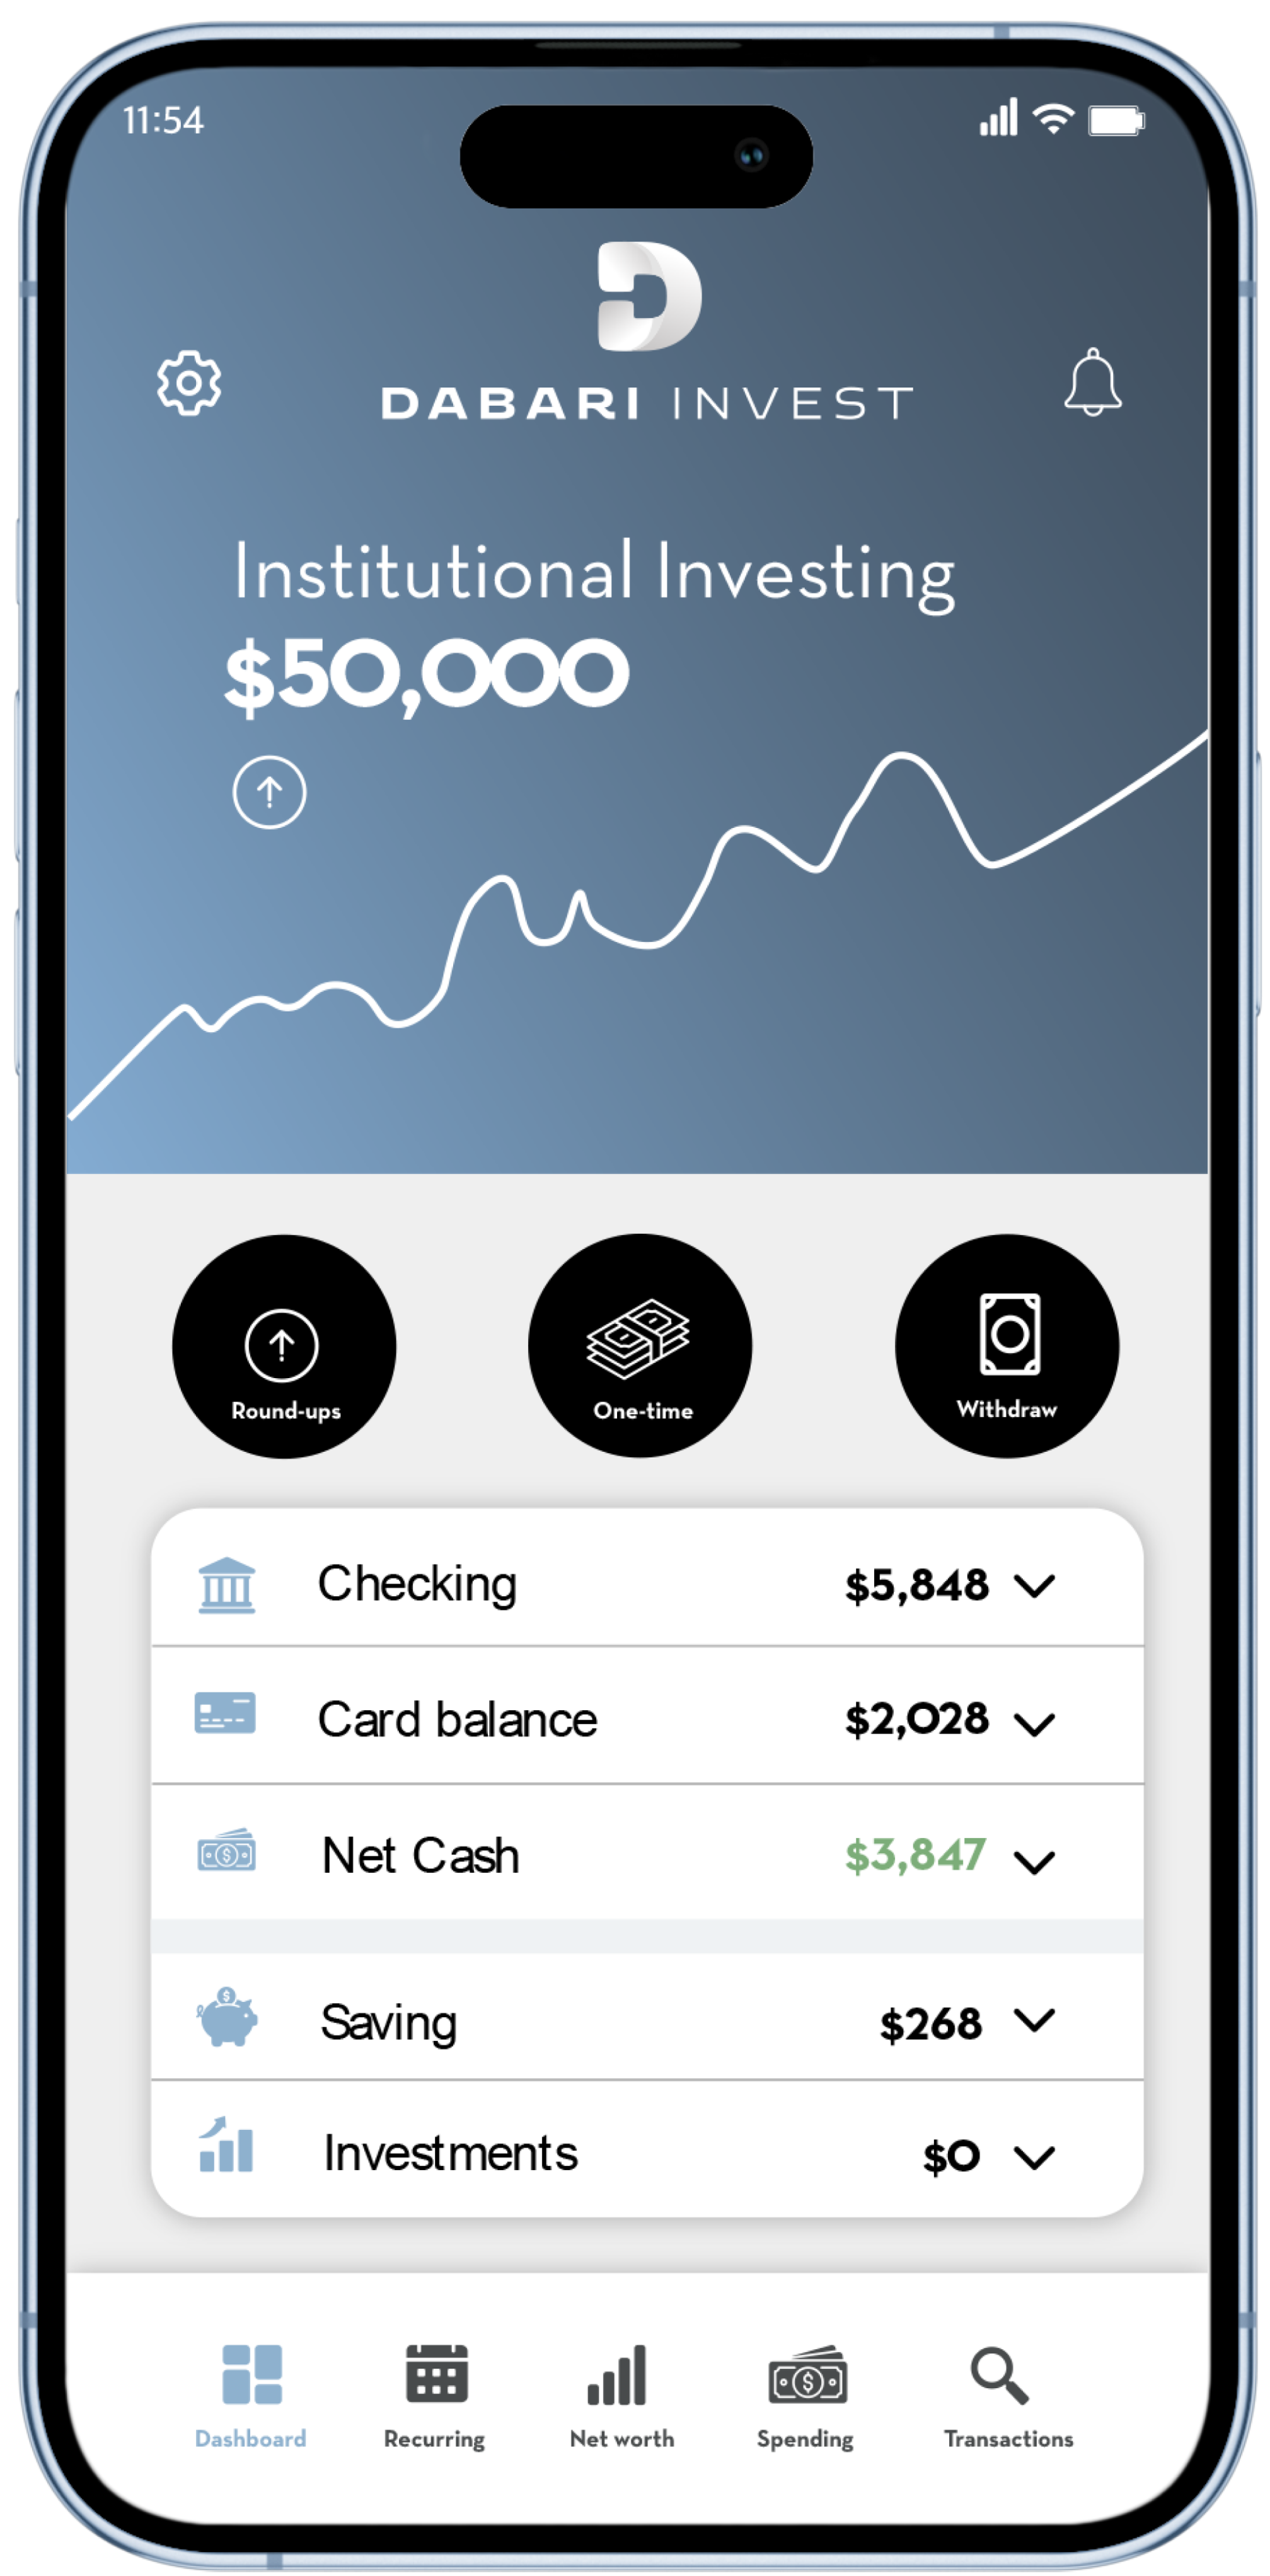 11:54
DABARI INVEST
Institutional Investing
$50,000
Round-ups
One-time
Withdraw
Checking $5,848
Card balance $2,028
Net Cash $3,847
Saving $268
Investments $0
Dashboard Recurring Net worth Spending Transactions